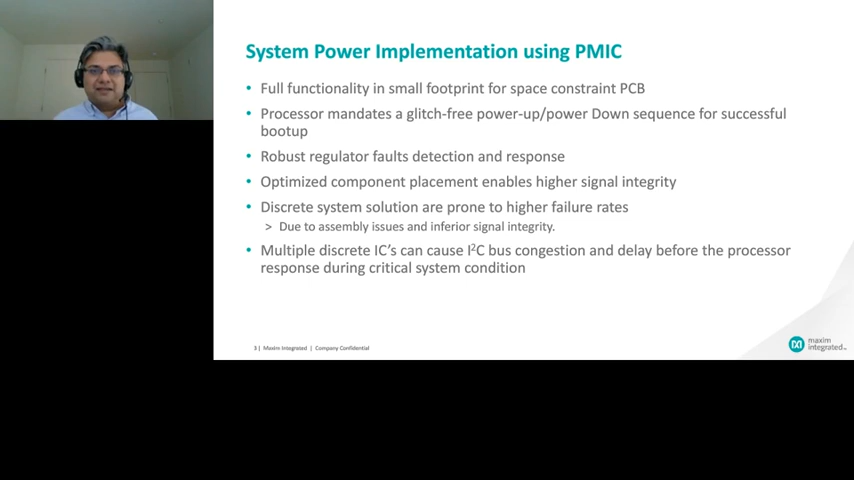 System Power Implementation using PMIC
• Full functionality in small footprint for space constraint PCB
• Processor mandates a glitch-free power-up/power Down sequence for successful
bootup
• Robust regulator faults detection and response
• Optimized component placement enables higher signal integrity
• Discrete system solution are prone to higher failure rates
> Due to assembly issues and inferior signal integrity.
• Multiple discrete IC's can cause I²C bus congestion and delay before the processor
response during critical system condition
3 | Maxim Integrated | Company Confidential
maxim
integrated™